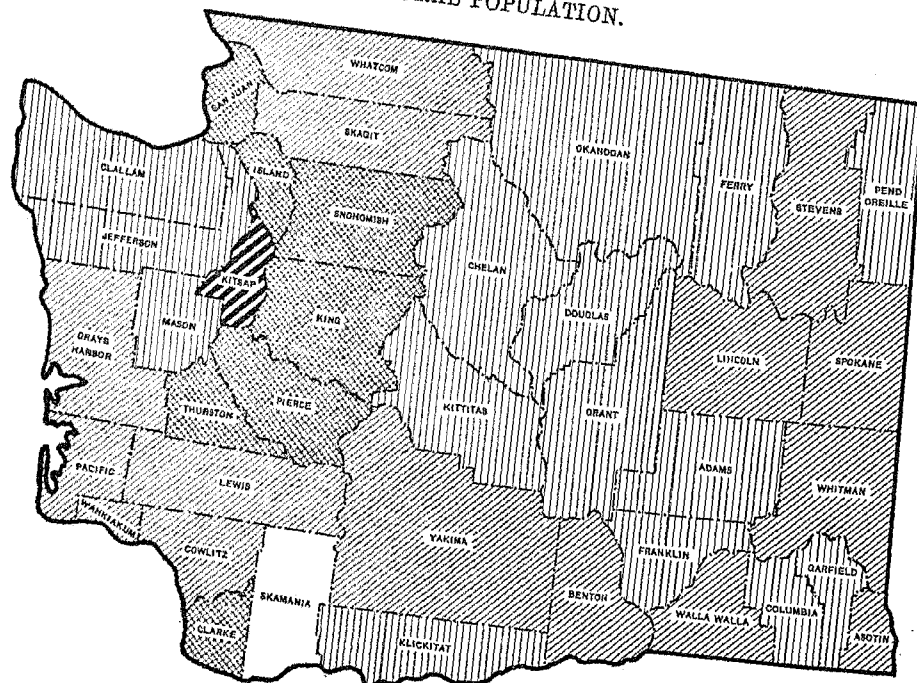 POPULATION.
WHATCOM
SAN JUAN
SKAGIT
OKANOGAN
PEND
OREILLE
CLALLAM
ISLAND
FERRY
STEVENS
SNOHOMISH
JEFFERSON
CHELAN
KITSAP
DOUGLAS
KING
MASON
GRAYS
HARBOR
LINCOLN
SPOKANE
PIERCE
THURSTON
KITTITAS
GRANT
ADAMS
PACIFIC
LEWIS
WHITMAN
WAHKIAKUM
YAKIMA
COWLITZ
FRANKLIN
GARFIELD
SKAMANIA
BENTON
WALLA WALLA
COLUMBIA
CLARKE
KLICKITAT
ASOTIN